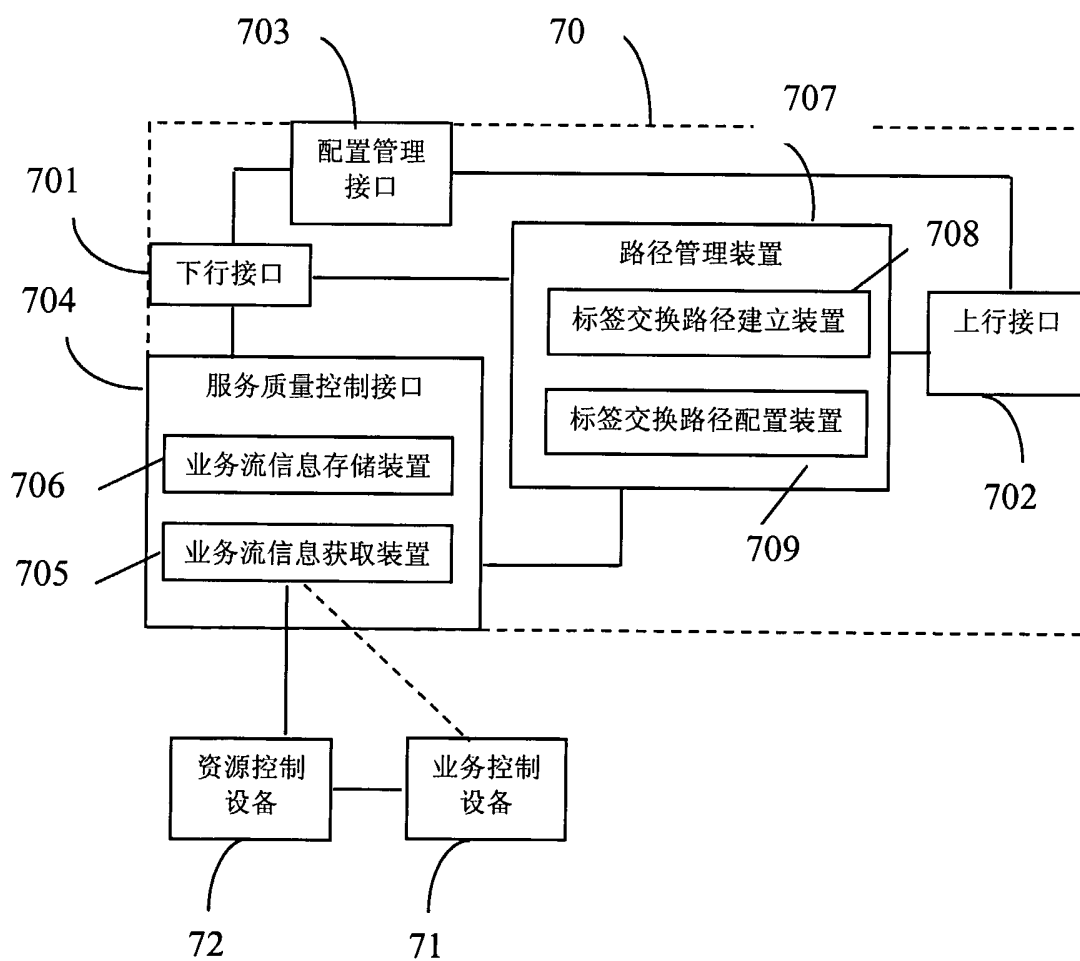 703
70
707
配置管理
接口
701
下行接口
704
路径管理装置
708
标签交换路径建立装置
标签交换路径配置装置
上行接口
702
709
服务质量控制接口
706
业务流信息存储装置
705
业务流信息获取装置
资源控制
设备
业务控制
设备
72
71